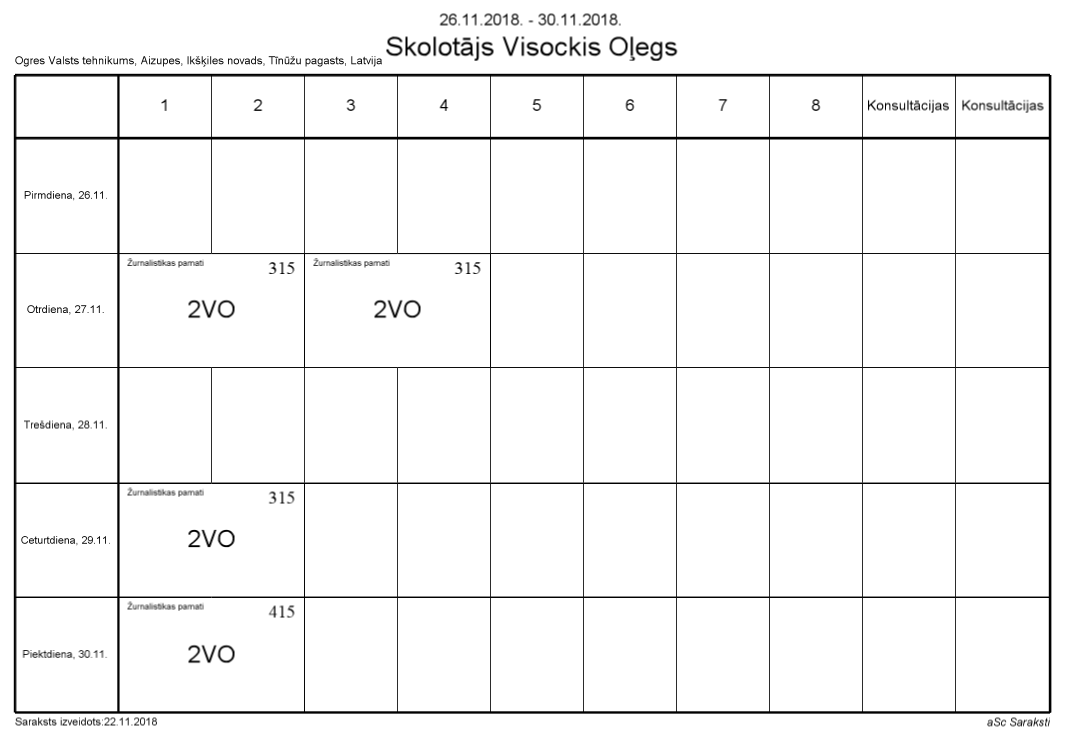 26.11.2018. - 30.11.2018.
Skolotājs Visockis Oļegs
Ogres Valsts tehnikums, Aizupes, Ikšķiles novads, Tīnūžu pagasts, Latvija
1 2 3 4 5 6 7 8 Konsultācijas Konsultācijas
Pirmdiena, 26.11.
Žurnalistikas pamati 315 Žurnalistikas pamati 315
Otrdiena, 27.11. 2VO 2VO
Trešdiena, 28.11.
Žurnalistikas pamati 315
Ceturtdiena, 29.11. 2VO
Žurnalistikas pamati 415
Piektdiena, 30.11. 2VO
Saraksts izveidots:22.11.2018 aSc Saraksti